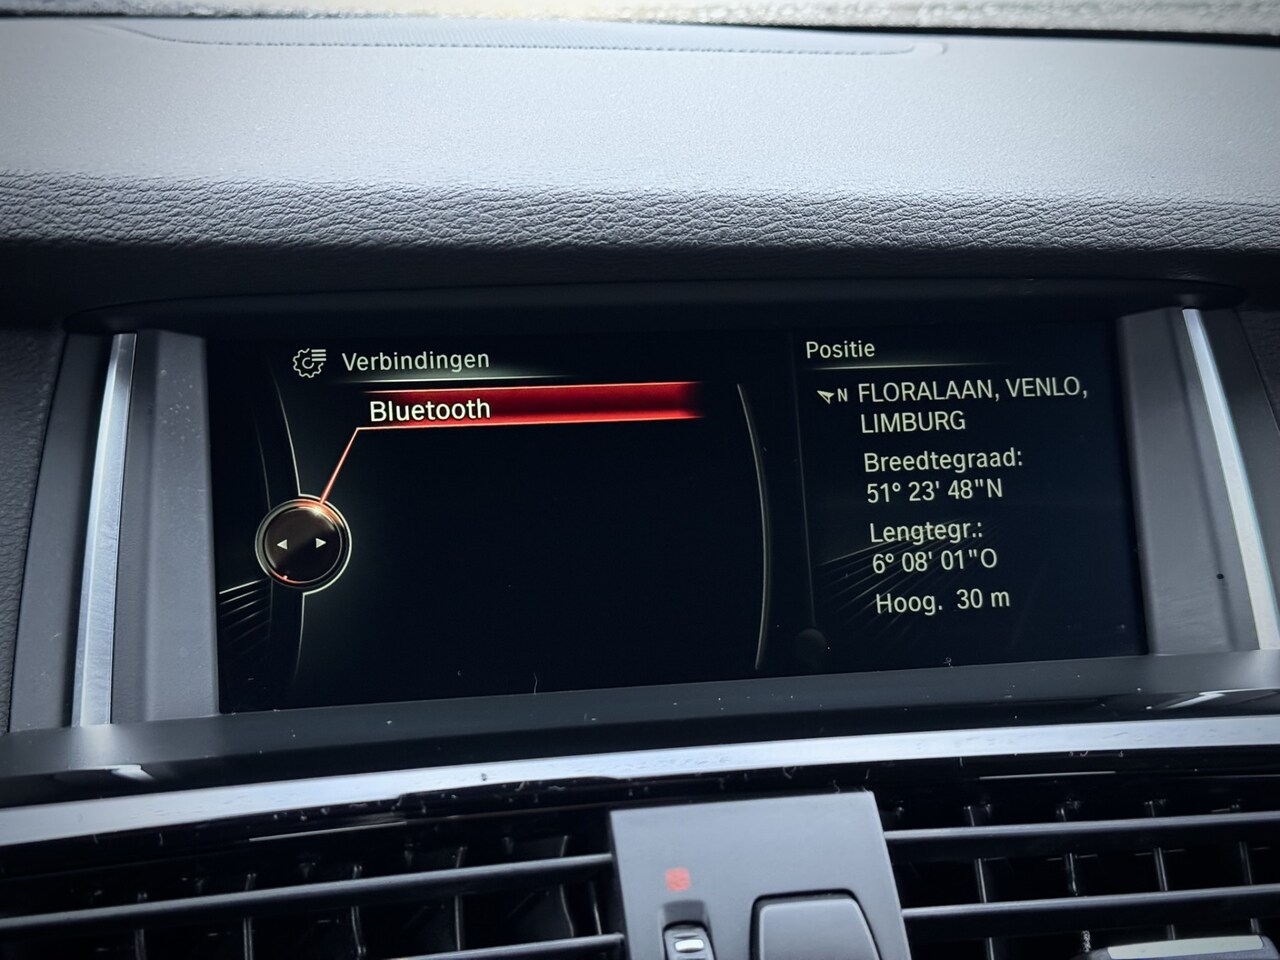 Verbindingen
Bluetooth
Positie
N FLORALAAN, VENLO,
LIMBURG
Breedtegraad:
51° 23' 48"N
Lengtegr.:
6° 08' 01"O
Hoog. 30 m